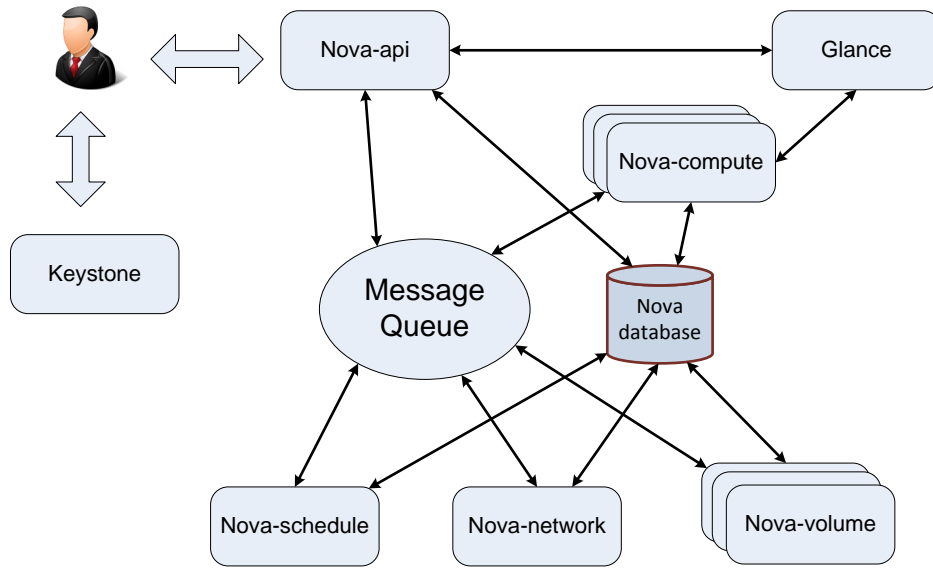 Nova-api
Glance
Nova-compute
Keystone
Message
Queue
Nova
database
Nova-schedule
Nova-network
Nova-volume